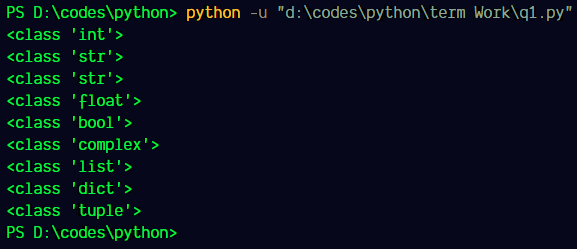 PS D:\codes\python> python -u "d:\codes\python\term Work\q1.py"
<class 'int'>
<class 'str'>
<class 'str'>
<class 'float'>
<class 'bool'>
<class 'complex'>
<class 'list'>
<class 'dict'>
<class 'tuple'>
PS D:\codes\python>